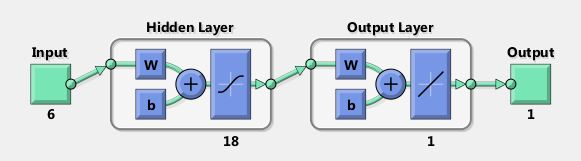 Hidden Layer Output Layer
Input Output
W W
b b
6 1
18 1